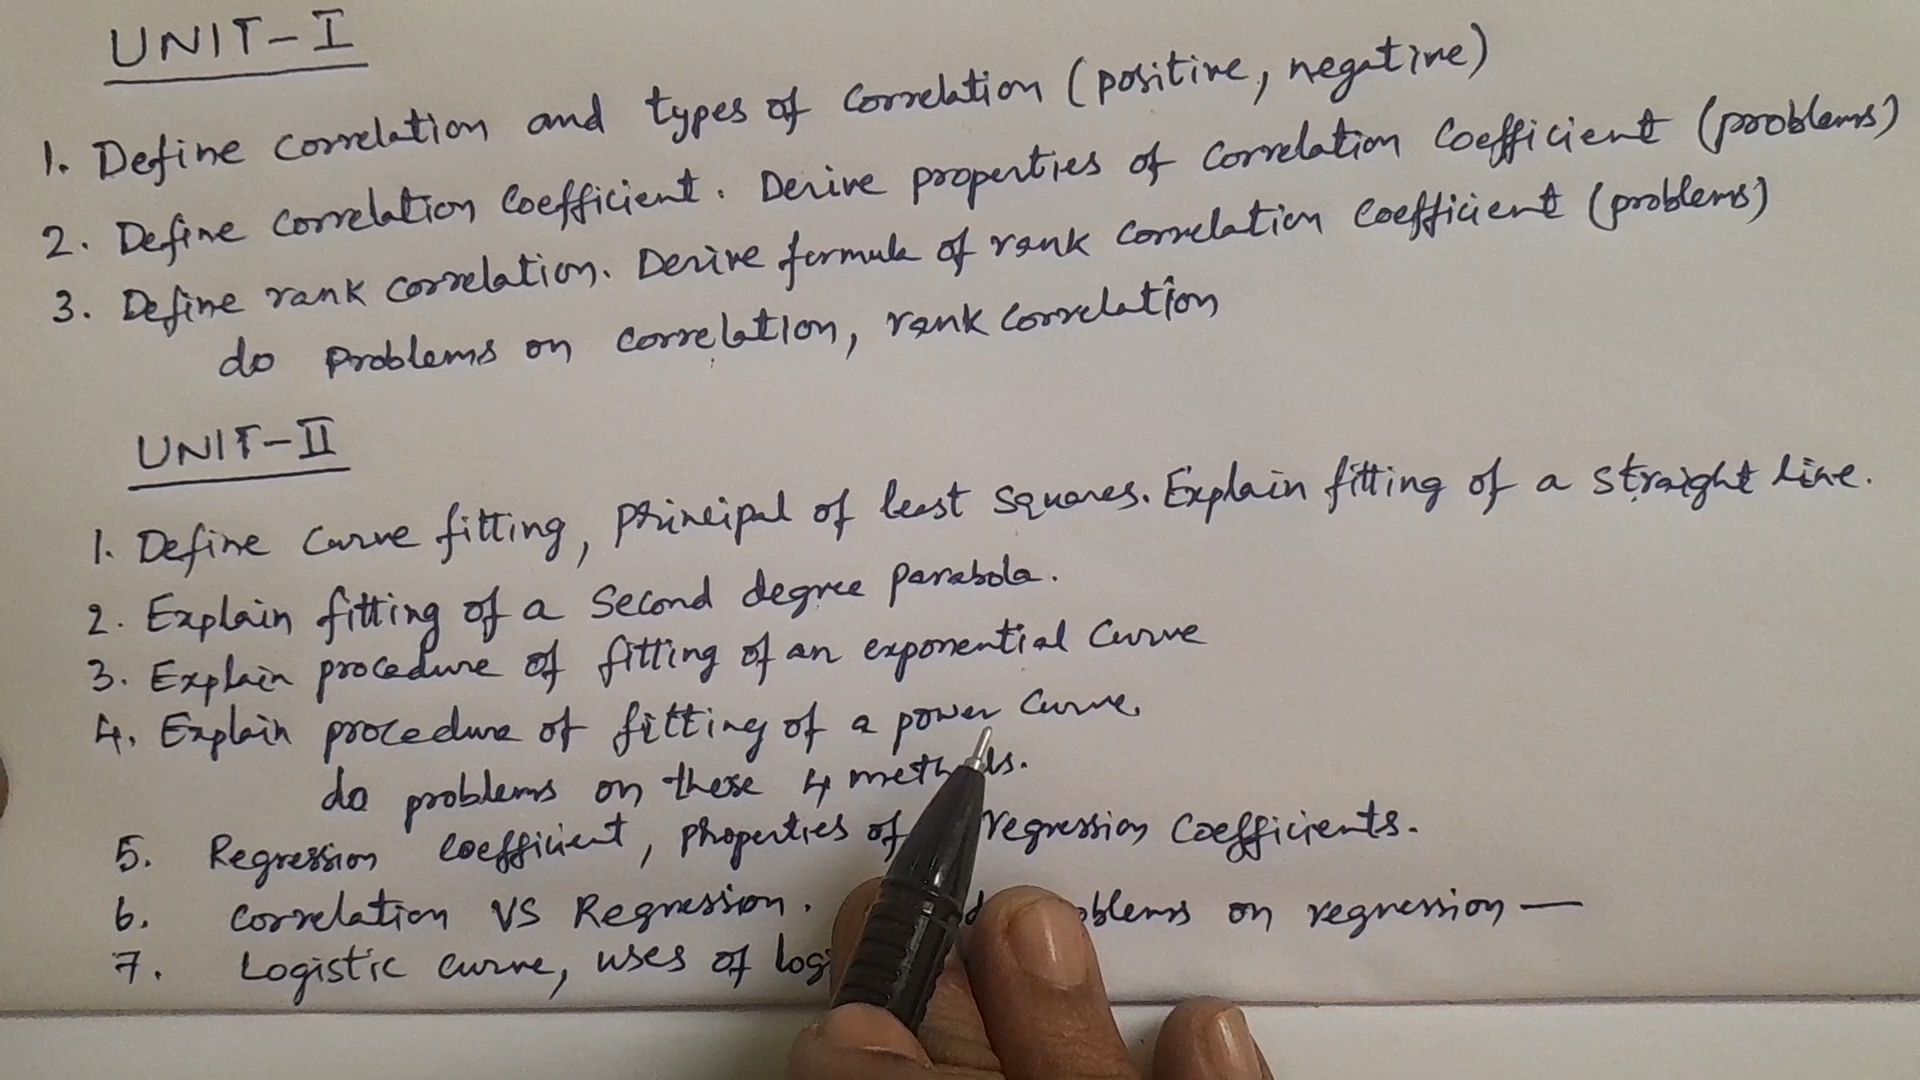 UNIT-I
1. Define correlation and types of correlation (positive, negative)
2. Define correlation coefficient. Derive properties of correlation coefficient (problems)
3. Define rank correlation. Derive formula of rank correlation coefficient (problems)
do problems on correlation, rank correlation
UNIT-II
1. Define curve fitting, principal of least squares. Explain fitting of a straight line.
2. Explain fitting of a second degree parabola.
3. Explain procedure of fitting of an exponential curve
4. Explain procedure of fitting of a power curve.
do problems on these 4 methods.
5. Regression coefficient, properties of regression coefficients.
6. correlation VS Regression. problems on regression —
7. Logistic curve, uses of